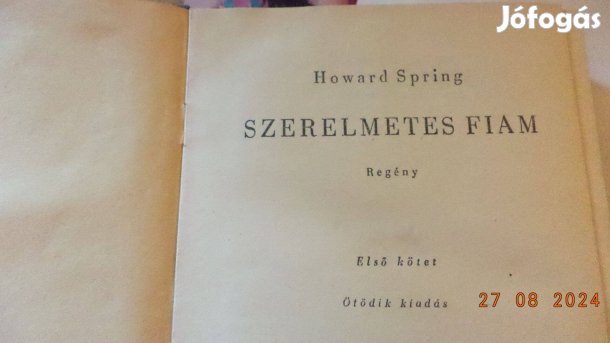 Jófogás
Howard Spring
SZERELMETES FIAM
Regény
Első kötet
Ötödik kiadás
27 08 2024